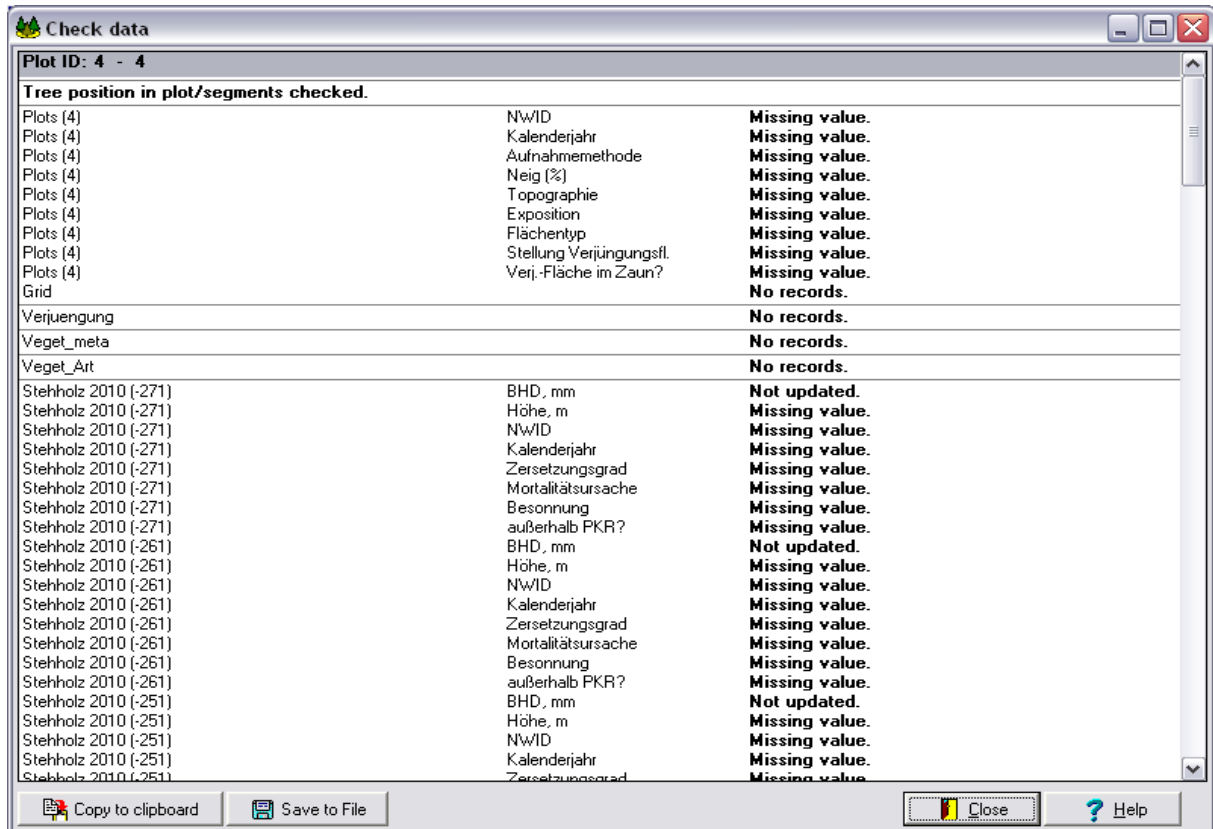 Check data
Plot ID: 4 - 4
Tree position in plot/segments checked.
Plots (4) NWID Missing value.
Plots (4) Kalenderjahr Missing value.
Plots (4) Aufnahmemethode Missing value.
Plots (4) Neig (%) Missing value.
Plots (4) Topographie Missing value.
Plots (4) Exposition Missing value.
Plots (4) Flächentyp Missing value.
Plots (4) Stellung Verjüngungsfl. Missing value.
Plots (4) Verj.-Fläche im Zaun? Missing value.
Grid No records.
Verjuengung No records.
Veget_meta No records.
Veget_Art No records.
Stehholz 2010 (-271) BHD, mm Not updated.
Stehholz 2010 (-271) Höhe, m Missing value.
Stehholz 2010 (-271) NWID Missing value.
Stehholz 2010 (-271) Kalenderjahr Missing value.
Stehholz 2010 (-271) Zersetzungsgrad Missing value.
Stehholz 2010 (-271) Mortalitätsursache Missing value.
Stehholz 2010 (-271) Besonnung Missing value.
Stehholz 2010 (-271) außerhalb PKR? Missing value.
Stehholz 2010 (-261) BHD, mm Not updated.
Stehholz 2010 (-261) Höhe, m Missing value.
Stehholz 2010 (-261) NWID Missing value.
Stehholz 2010 (-261) Kalenderjahr Missing value.
Stehholz 2010 (-261) Zersetzungsgrad Missing value.
Stehholz 2010 (-261) Mortalitätsursache Missing value.
Stehholz 2010 (-261) Besonnung Missing value.
Stehholz 2010 (-261) außerhalb PKR? Missing value.
Stehholz 2010 (-251) BHD, mm Not updated.
Stehholz 2010 (-251) Höhe, m Missing value.
Stehholz 2010 (-251) NWID Missing value.
Stehholz 2010 (-251) Kalenderjahr Missing value.
Stehholz 2010 (-251) Zersetzungsgrad Missing value.
Copy to clipboard Save to File Close Help